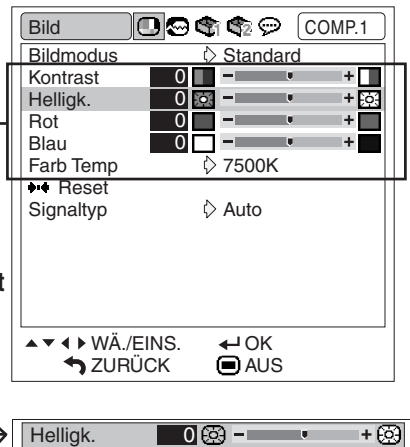 Bild COMP.1
Bildmodus Standard
Kontrast 0 - +
Helligk. 0 - +
Rot 0 - +
Blau 0 - +
Farb Temp 7500K
Reset
Signaltyp Auto
t
WÄ./EINS. OK
ZURÜCK AUS
Helligk. 0 - +